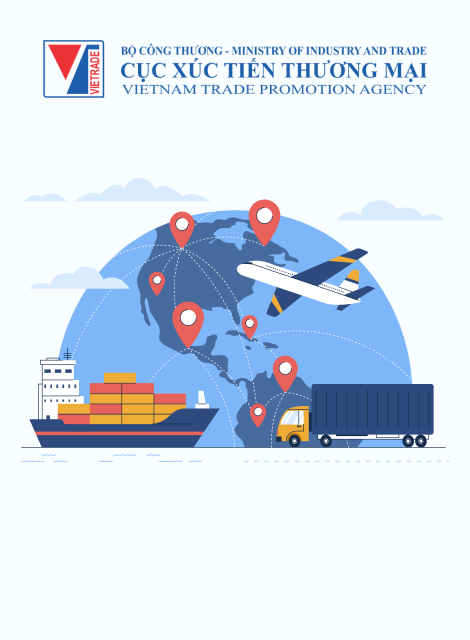 VIETRADE
BỘ CÔNG THƯƠNG - MINISTRY OF INDUSTRY AND TRADE
CỤC XÚC TIẾN THƯƠNG MẠI
VIETNAM TRADE PROMOTION AGENCY